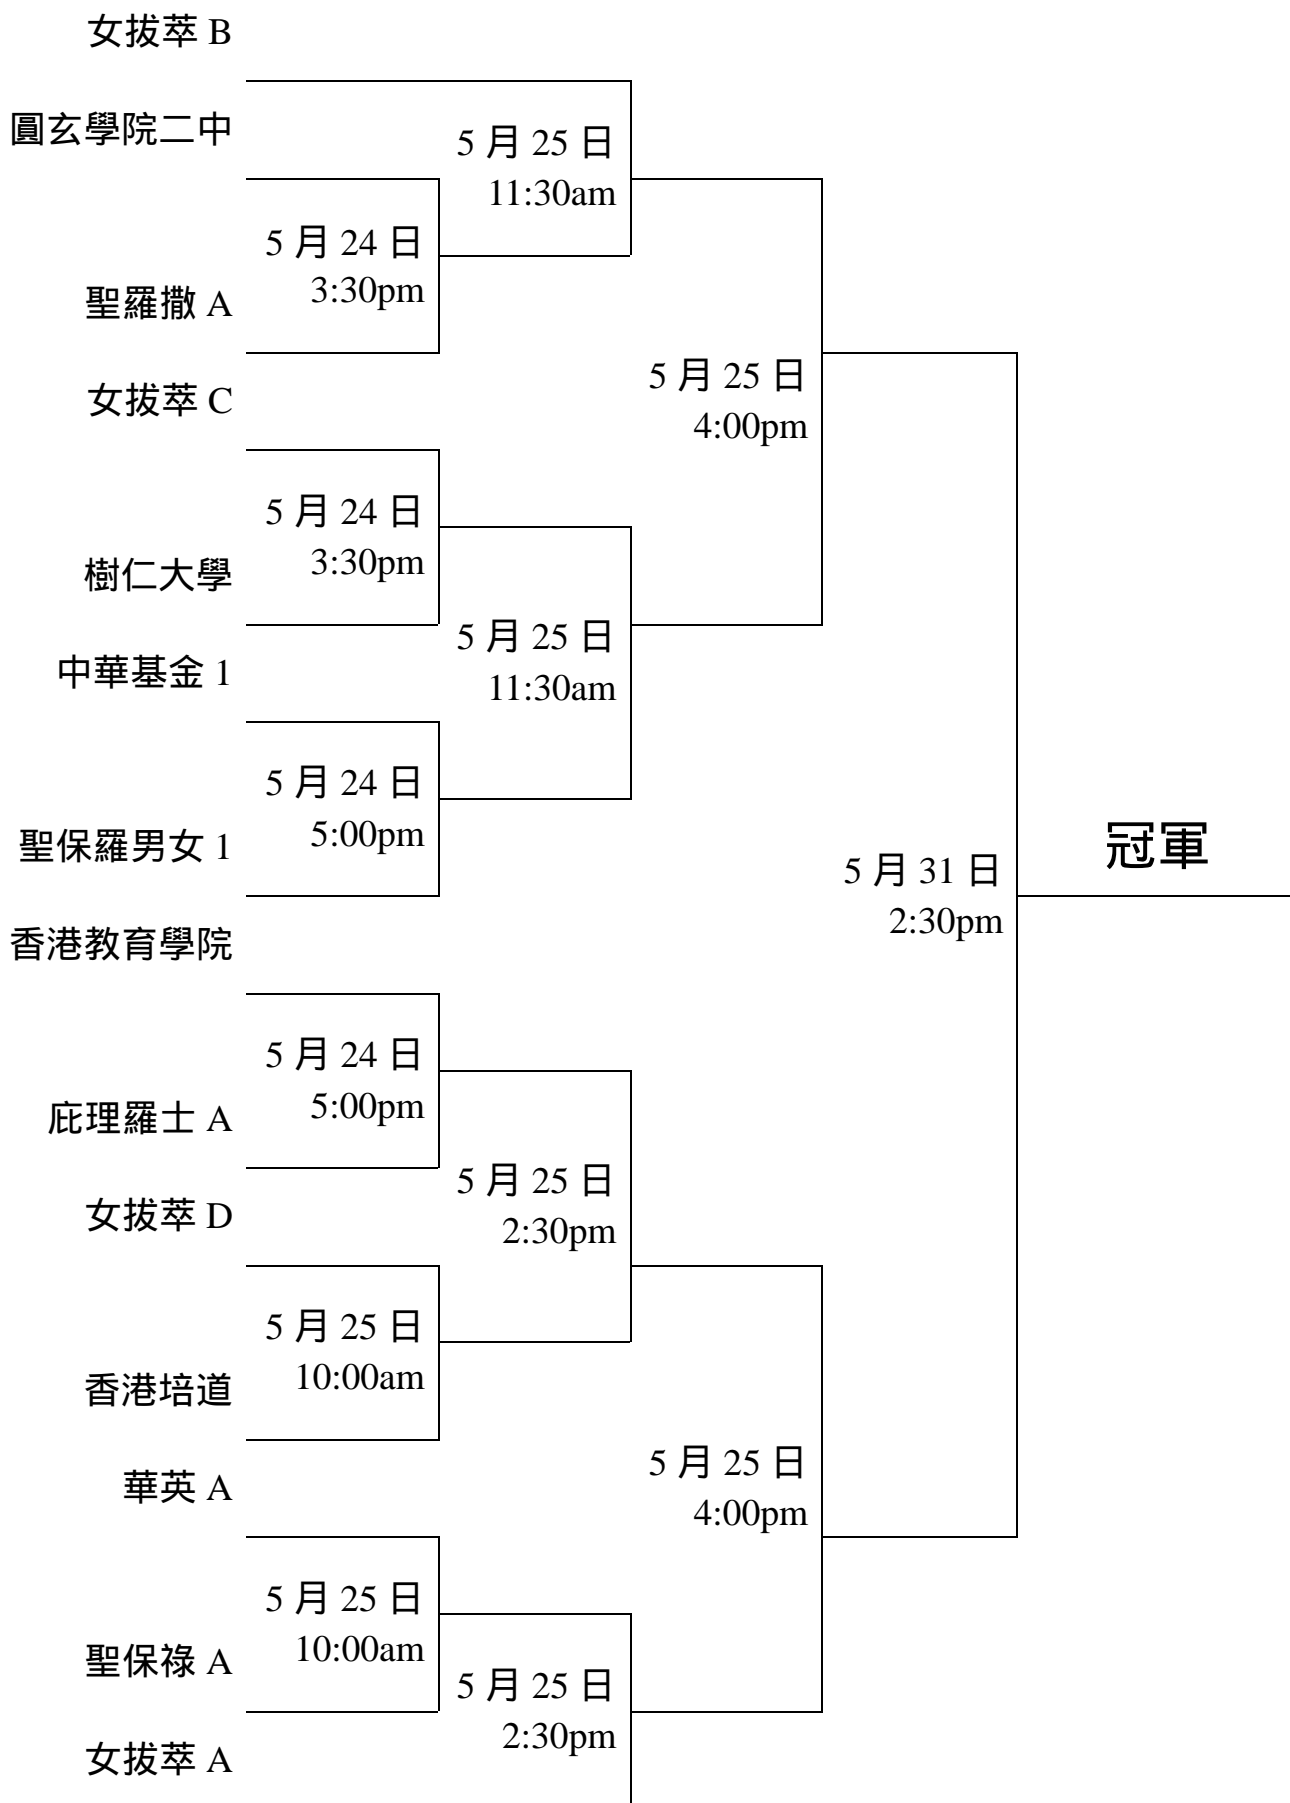 女拔萃 B
圓玄學院二中
5 月 25 日
11:30am
5 月 24 日
3:30pm
聖羅撒 A
女拔萃 C
5 月 25 日
4:00pm
5 月 24 日
3:30pm
樹仁大學
中華基金 1
5 月 25 日
11:30am
5 月 24 日
5:00pm
聖保羅男女 1
冠軍
5 月 31 日
2:30pm
香港教育學院
5 月 24 日
5:00pm
庇理羅士 A
女拔萃 D
5 月 25 日
2:30pm
5 月 25 日
10:00am
香港培道
華英 A
5 月 25 日
4:00pm
5 月 25 日
10:00am
聖保祿 A
女拔萃 A
5 月 25 日
2:30pm